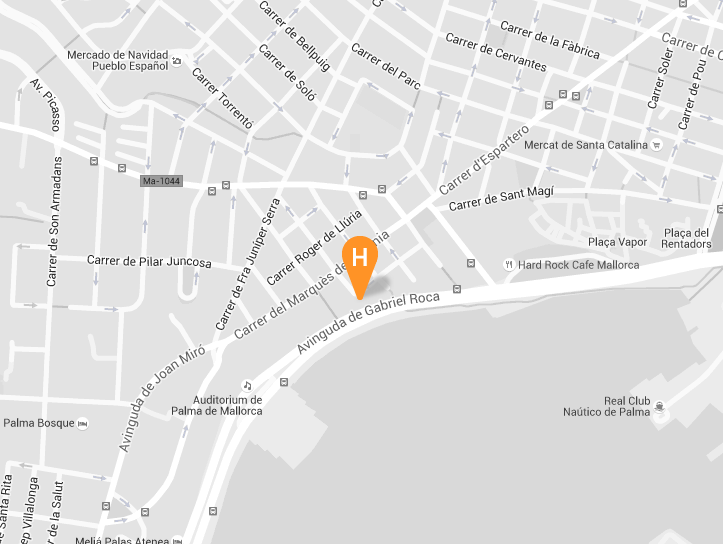 Carrer de Bellpuig
Carrer de la Fàbrica
Carrer de Cervantes
Carrer de C
Mercado de Navidad
Pueblo Español
Carrer de Soló
Carrer del Parc
Carrer Soler
Carrer de Pou
Av. Picasso
Carrer Torrentó
Carrer d'Espartero
Mercat de Santa Catalina
Ma-1044
Carrer de Son Armadans
Carrer de Sant Magí
Carrer de Fra Juníper Serra
Carrer Roger de Llúria
Plaça Vapor
Plaça del
Rentadors
Carrer de Pilar Juncosa
H
Hard Rock Cafe Mallorca
Carrer del Marquès de
nia
Avinguda de Gabriel Roca
Avinguda de Joan Miró
Auditorium de
Palma de Mallorca
Real Club
Naútico de Palma
Palma Bosque
de Santa Rita
ep Villalonga
er de la Salut
Meliá Palas Atenea